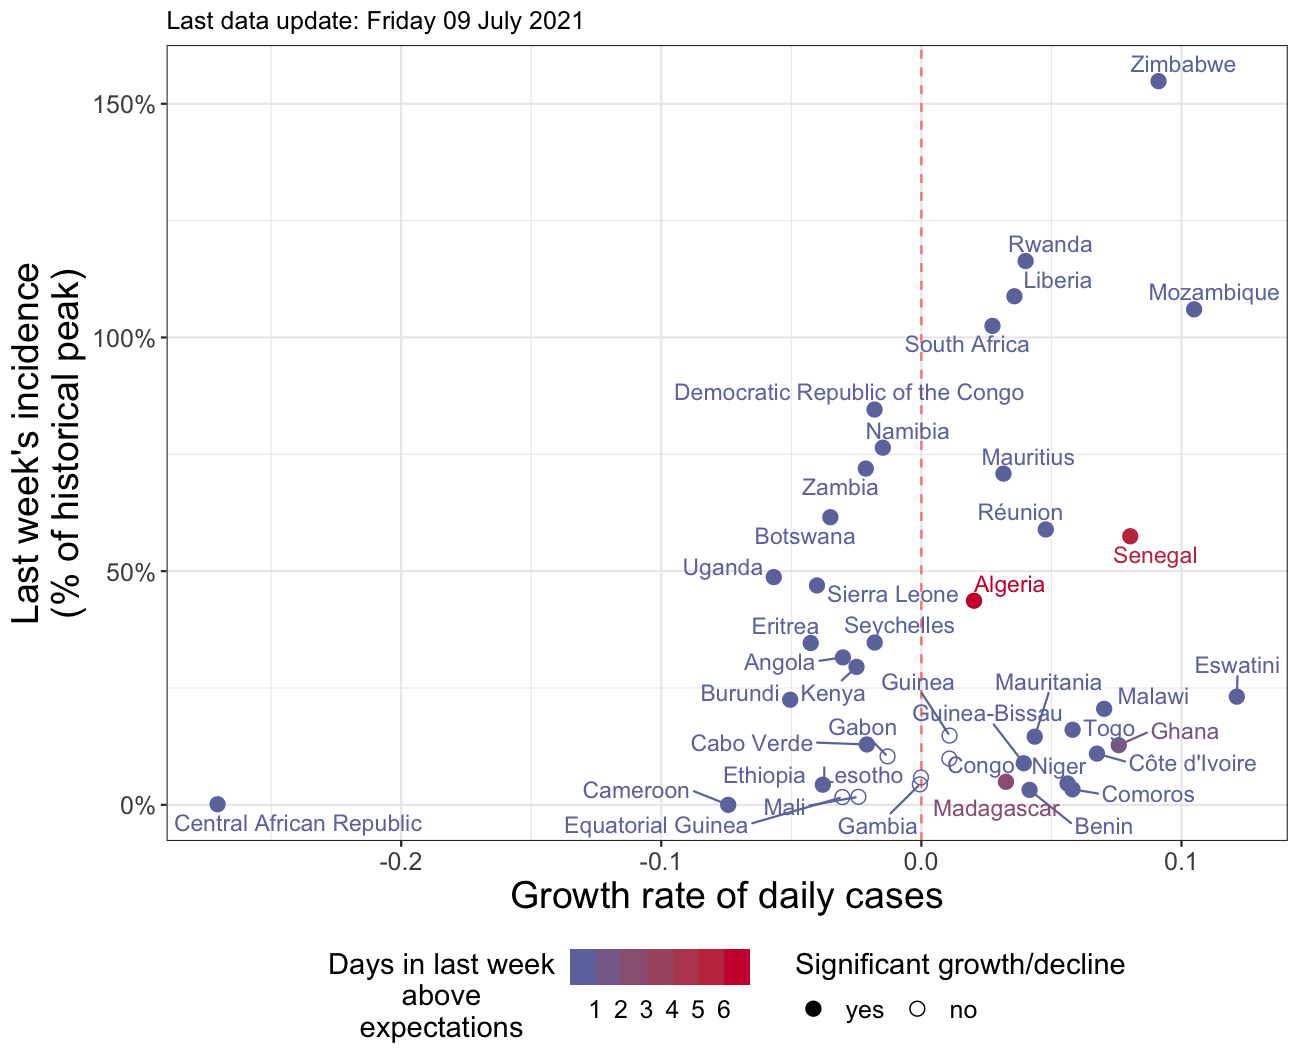 Last data update: Friday 09 July 2021
Last week's incidence
(% of historical peak)
150%
100%
50%
0%
Zimbabwe
Rwanda
Liberia
Mozambique
South Africa
Democratic Republic of the Congo
Namibia
Mauritius
Zambia
Réunion
Botswana
Senegal
Uganda
Algeria
Sierra Leone
Eritrea
Seychelles
Angola
Eswatini
Burundi
Kenya
Guinea
Mauritania
Malawi
Guinea-Bissau
Gabon
Togo
Ghana
Cabo Verde
Congo
Niger
Côte d'Ivoire
Ethiopia
Lesotho
Cameroon
Comoros
Mali
Madagascar
Central African Republic
Equatorial Guinea
Gambia
Benin
-0.2
-0.1
0.0
0.1
Growth rate of daily cases
Days in last week
above
expectations
1 2 3 4 5 6
Significant growth/decline
yes
no